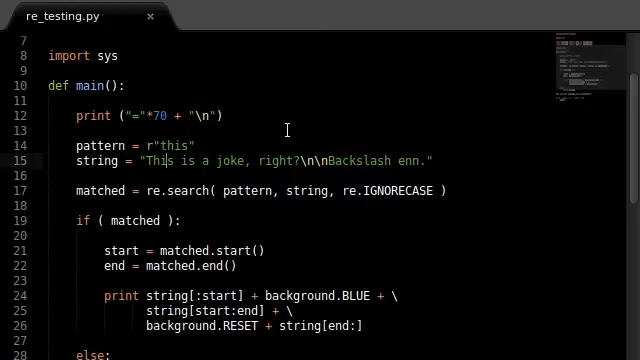 re_testing.py
7
8 import sys
9
10 def main():
11
12 print ("="*70 + "\n")
13
14 pattern = r"this"
15 string = "This is a joke, right?\n\nBackslash enn."
16
17 matched = re.search( pattern, string, re.IGNORECASE )
18
19 if ( matched ):
20
21 start = matched.start()
22 end = matched.end()
23
24 print string[:start] + background.BLUE + \
25 string[start:end] + \
26 background.RESET + string[end:]
27
28 else: